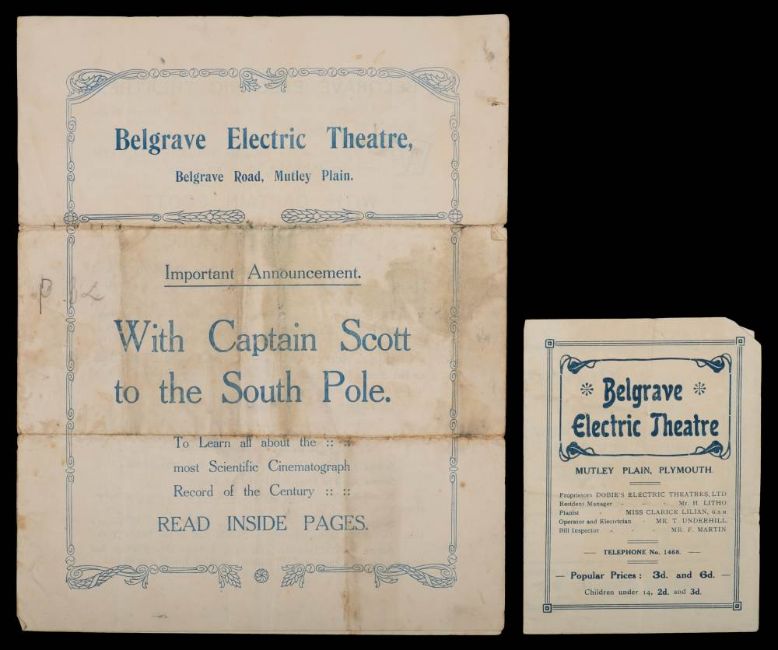 Belgrave Electric Theatre,
Belgrave Road, Mutley Plain.
Important Announcement.
With Captain Scott
to the South Pole.
To Learn all about the :: ::
most Scientific Cinematograph
Record of the Century :: ::
READ INSIDE PAGES.
p. 82
Belgrave
Electric Theatre
MUTLEY PLAIN, PLYMOUTH.
Proprietors DOBIE'S ELECTRIC THEATRES, LTD
Resident Manager - - - Mr. H. LITHO
Pianist - MISS CLARICE LILIAN,
Operator and Electrician - MR. T. UNDERHILL
Bill Inspector - - - - MR. F. MARTIN
— TELEPHONE No. 1468. —
— Popular Prices : 3d. and 6d. —
Children under 14, 2d. and 3d.